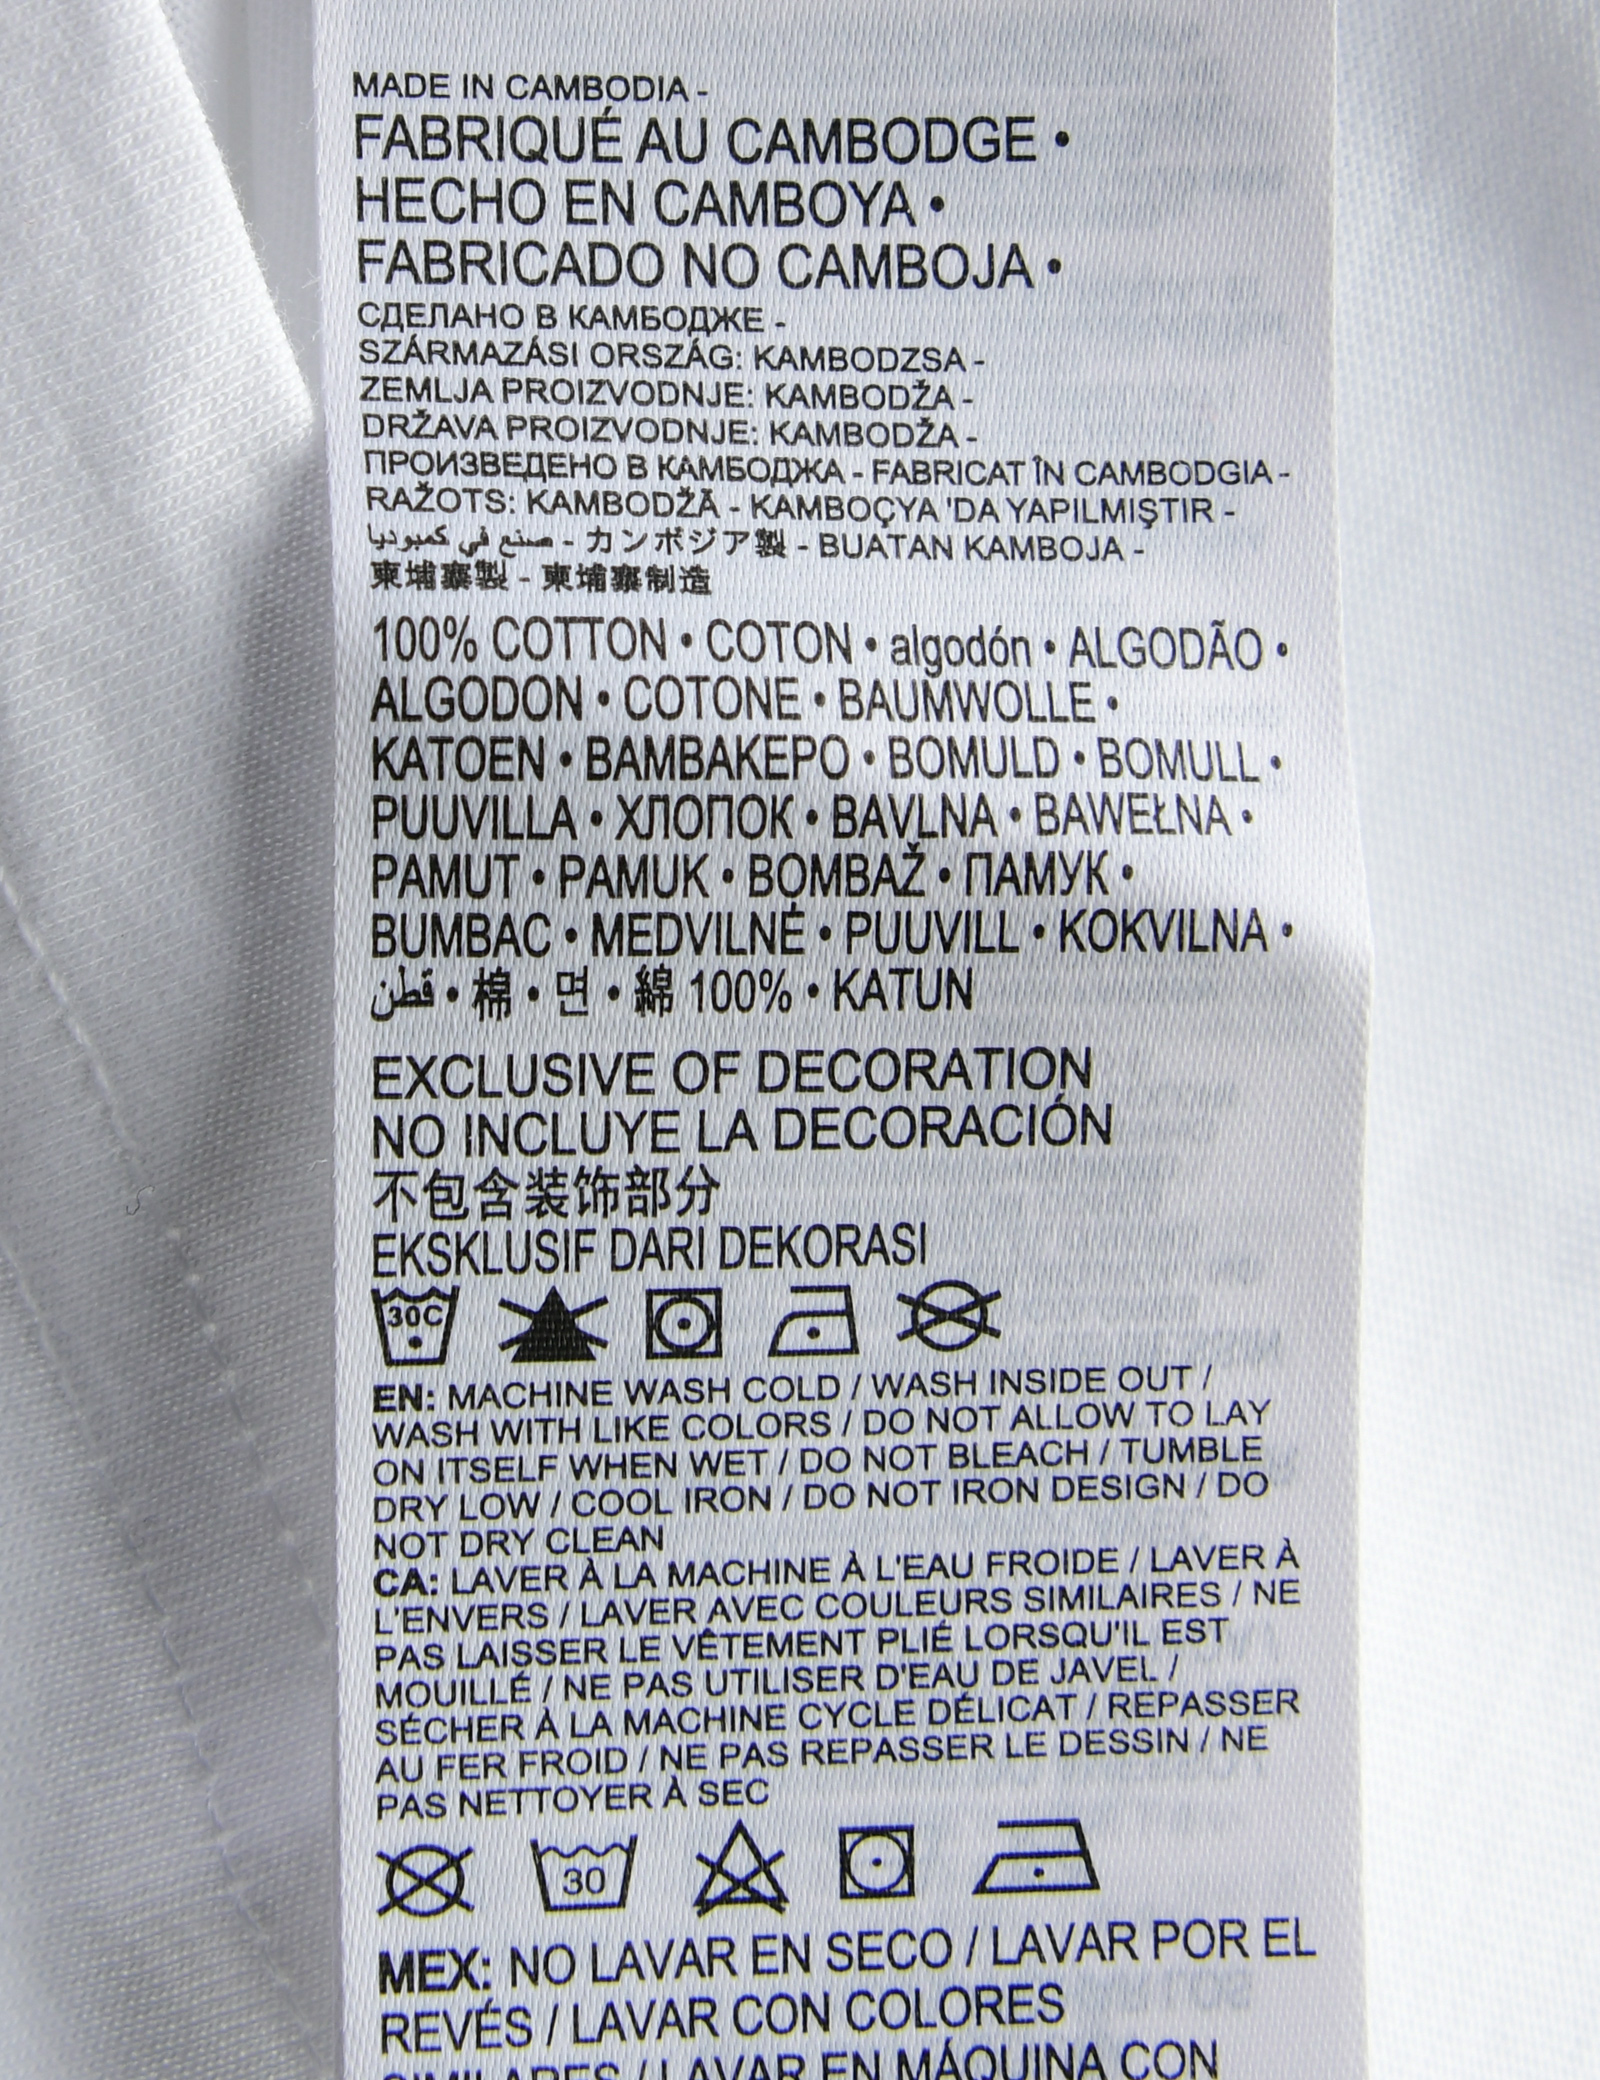 MADE IN CAMBODIA -
FABRIQUÉ AU CAMBODGE •
HECHO EN CAMBOYA •
FABRICADO NO CAMBOJA •
СДЕЛАНО В КАМБОДЖЕ -
SZÁRMAZÁSI ORSZÁG: KAMBODZSA -
ZEMLJA PROIZVODNJE: KAMBODŽA -
DRŽAVA PROIZVODNJE: KAMBODŽA -
ПРОИЗВЕДЕНО В КАМБОДЖА - FABRICAT ÎN CAMBODGIA -
RAŽOTS: KAMBODŽĀ - KAMBOÇYA 'DA YAPILMIŞTIR -
صنع في كمبوديا - カンボジア製 - BUATAN KAMBOJA -
柬埔寨製 - 柬埔寨制造
100% COTTON • COTON • algodón • ALGODÃO •
ALGODON • COTONE • BAUMWOLLE •
KATOEN • ΒΑΜΒΑΚΕΡΟ • BOMULD • BOMULL •
PUUVILLA • ХЛОПОК • BAVLNA • BAWEŁNA •
PAMUT • PAMUK • BOMBAŽ • ПАМУК •
BUMBAC • MEDVILNĖ • PUUVILL • KOKVILNA •
قطن • 棉 • 면 • 綿 100% • KATUN
EXCLUSIVE OF DECORATION
NO INCLUYE LA DECORACIÓN
不包含装饰部分
EKSKLUSIF DARI DEKORASI
30C
EN: MACHINE WASH COLD / WASH INSIDE OUT /
WASH WITH LIKE COLORS / DO NOT ALLOW TO LAY
ON ITSELF WHEN WET / DO NOT BLEACH / TUMBLE
DRY LOW / COOL IRON / DO NOT IRON DESIGN / DO
NOT DRY CLEAN
CA: LAVER À LA MACHINE À L'EAU FROIDE / LAVER À
L'ENVERS / LAVER AVEC COULEURS SIMILAIRES / NE
PAS LAISSER LE VÊTEMENT PLIÉ LORSQU'IL EST
MOUILLÉ / NE PAS UTILISER D'EAU DE JAVEL /
SÉCHER À LA MACHINE CYCLE DÉLICAT / REPASSER
AU FER FROID / NE PAS REPASSER LE DESSIN / NE
PAS NETTOYER À SEC
30
MEX: NO LAVAR EN SECO / LAVAR POR EL
REVÉS / LAVAR CON COLORES
SIMILARES / LAVAR EN MÁQUINA CON